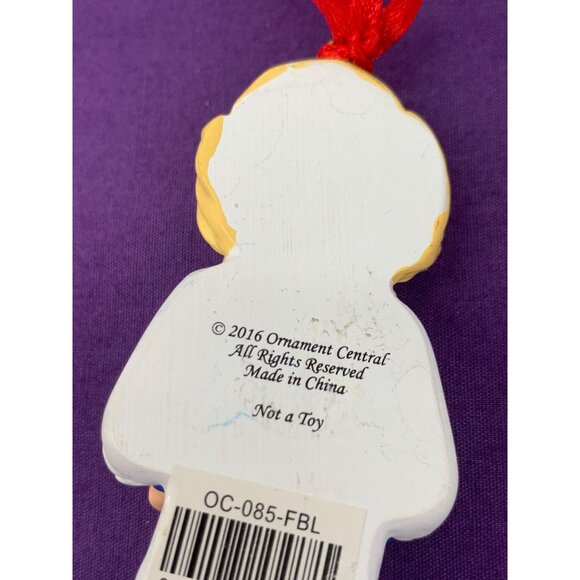 © 2016 Ornament Central
All Rights Reserved
Made in China
Not a Toy
OC-085-FBL